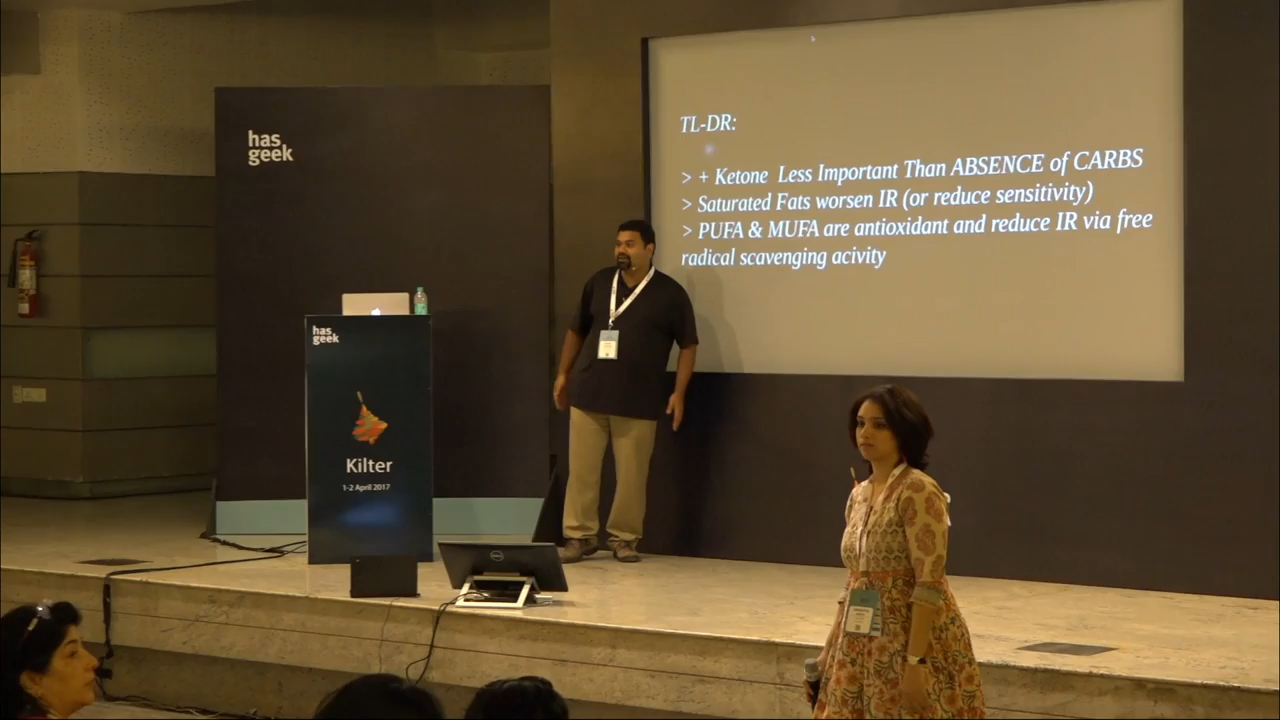 has
geek
TL-DR:
> + Ketone Less Important Than ABSENCE of CARBS
> Saturated Fats worsen IR (or reduce sensitivity)
> PUFA & MUFA are antioxidant and reduce IR via free
radical scavenging acivity
has
geek
Kilter
1-2 April 2017
DELL